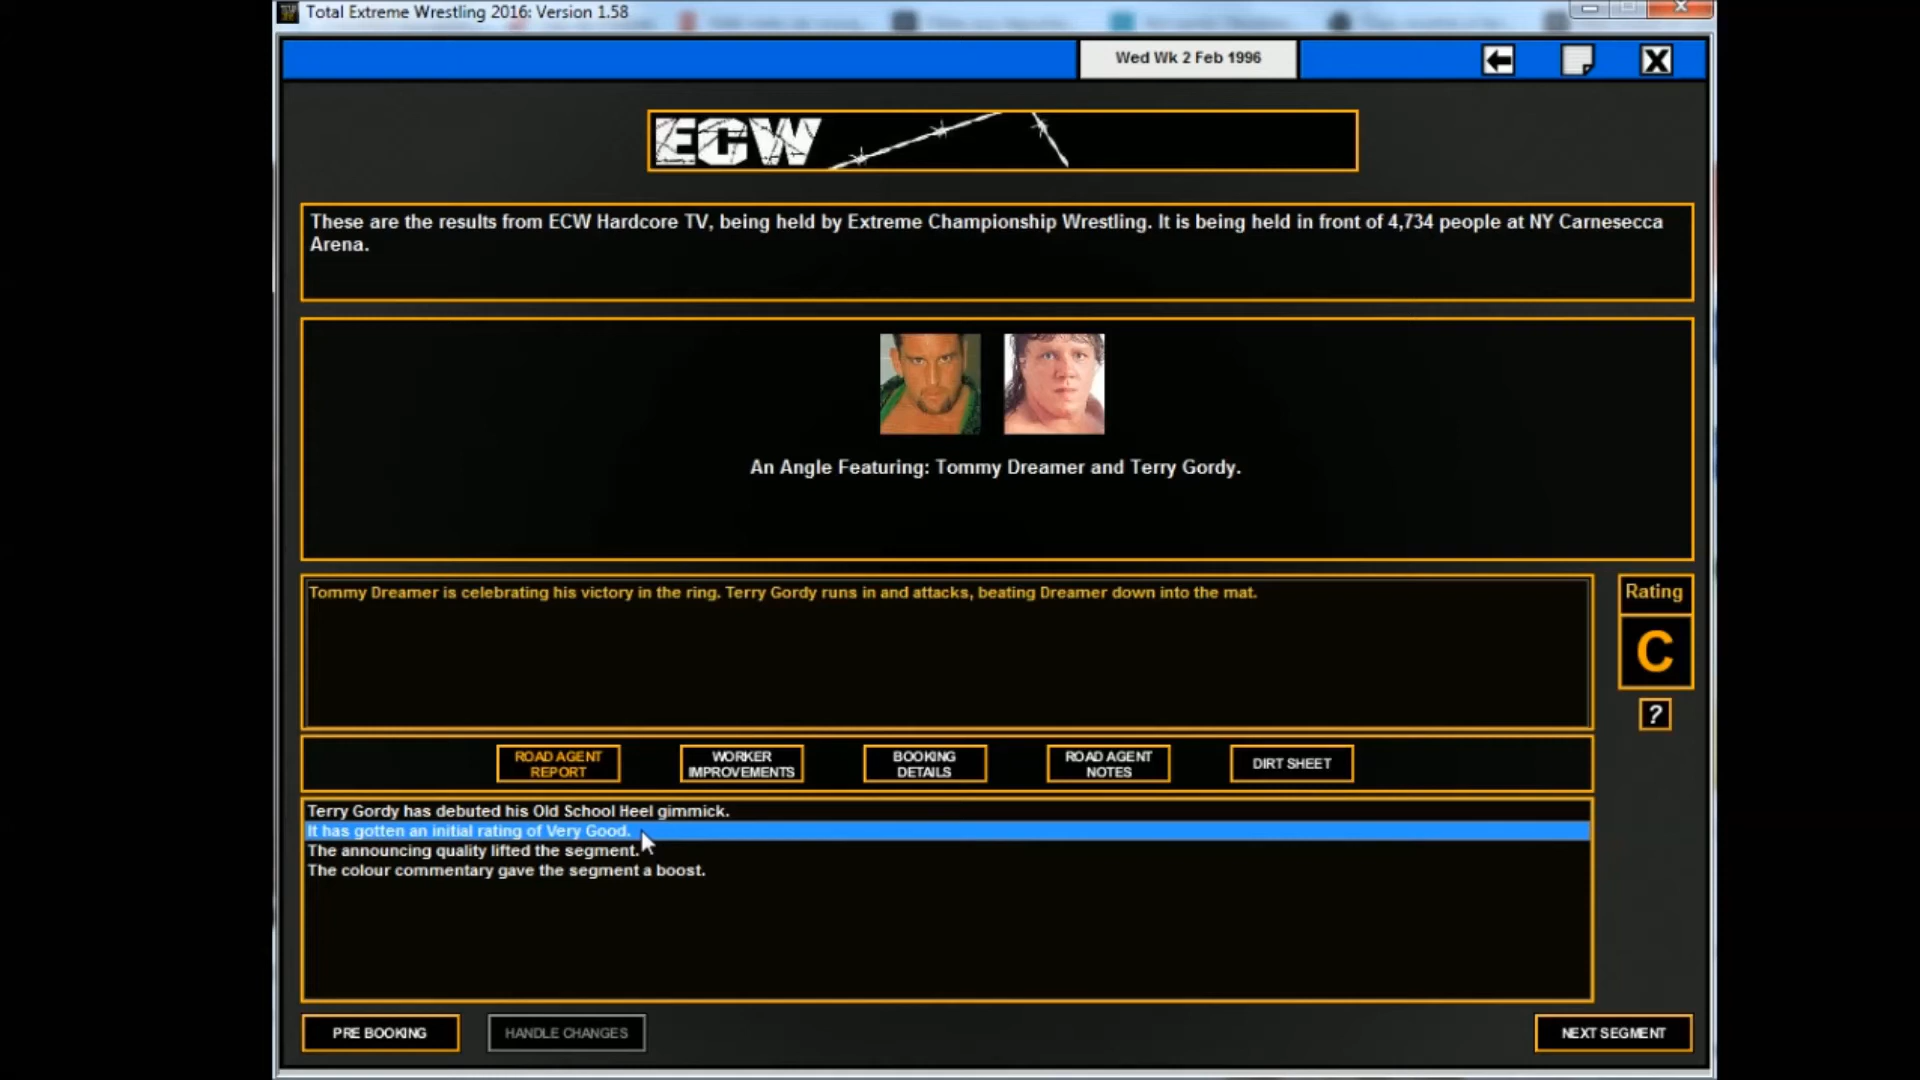 Total Extreme Wrestling 2016: Version 1.58
Wed Wk 2 Feb 1996
ECW
These are the results from ECW Hardcore TV, being held by Extreme Championship Wrestling. It is being held in front of 4,734 people at NY Carnesecca
Arena.
An Angle Featuring: Tommy Dreamer and Terry Gordy.
Tommy Dreamer is celebrating his victory in the ring. Terry Gordy runs in and attacks, beating Dreamer down into the mat.
Rating
C
?
ROAD AGENT
REPORT
WORKER
IMPROVEMENTS
BOOKING
DETAILS
ROAD AGENT
NOTES
DIRT SHEET
Terry Gordy has debuted his Old School Heel gimmick.
It has gotten an initial rating of Very Good.
The announcing quality lifted the segment.
The colour commentary gave the segment a boost.
PRE BOOKING
HANDLE CHANGES
NEXT SEGMENT